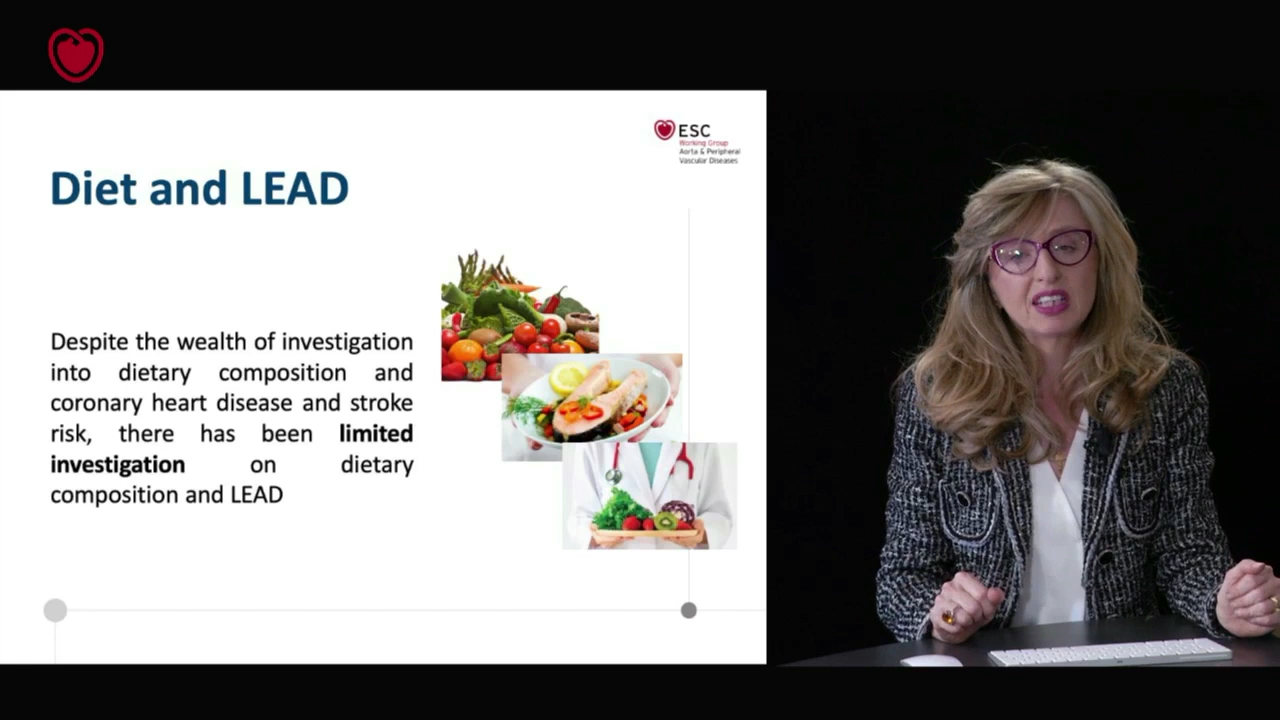 ESC
Working Group
Aorta & Peripheral
Vascular Diseases
Diet and LEAD
Despite the wealth of investigation
into dietary composition and
coronary heart disease and stroke
risk, there has been limited
investigation on dietary
composition and LEAD